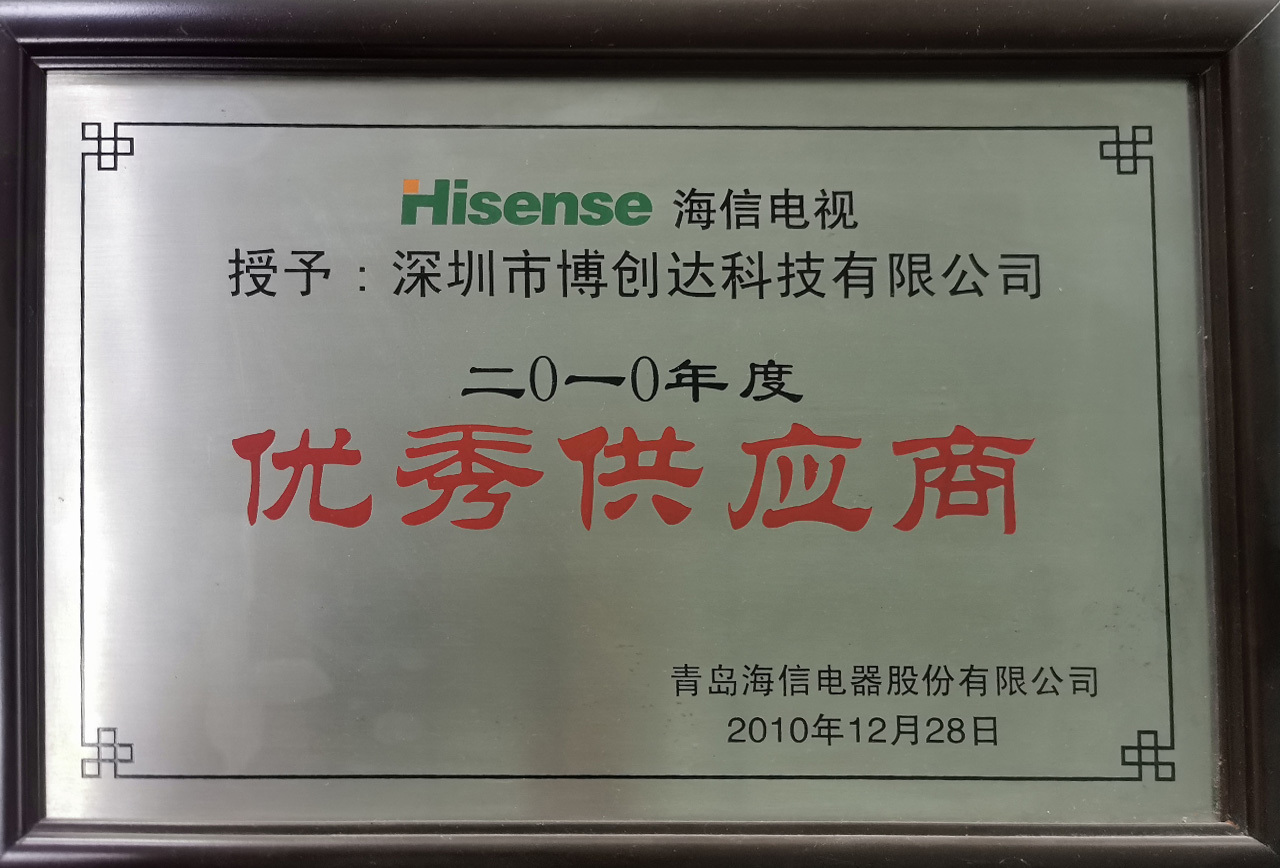 Hisense 海信电视
授予：深圳市博创达科技有限公司
二0一0年度
优秀供应商
青岛海信电器股份有限公司
2010年12月28日